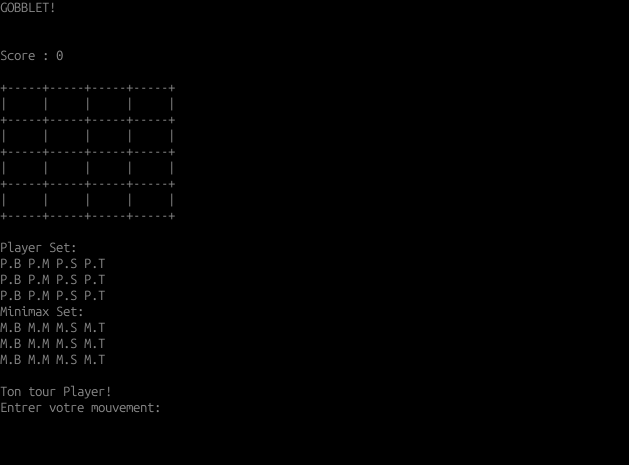 GOBBLET!
Score : 0
+-----+-----+-----+-----+
|     |     |     |     |
+-----+-----+-----+-----+
|     |     |     |     |
+-----+-----+-----+-----+
|     |     |     |     |
+-----+-----+-----+-----+
|     |     |     |     |
+-----+-----+-----+-----+
Player Set:
P.B P.M P.S P.T
P.B P.M P.S P.T
P.B P.M P.S P.T
Minimax Set:
M.B M.M M.S M.T
M.B M.M M.S M.T
M.B M.M M.S M.T
Ton tour Player!
Entrer votre mouvement: